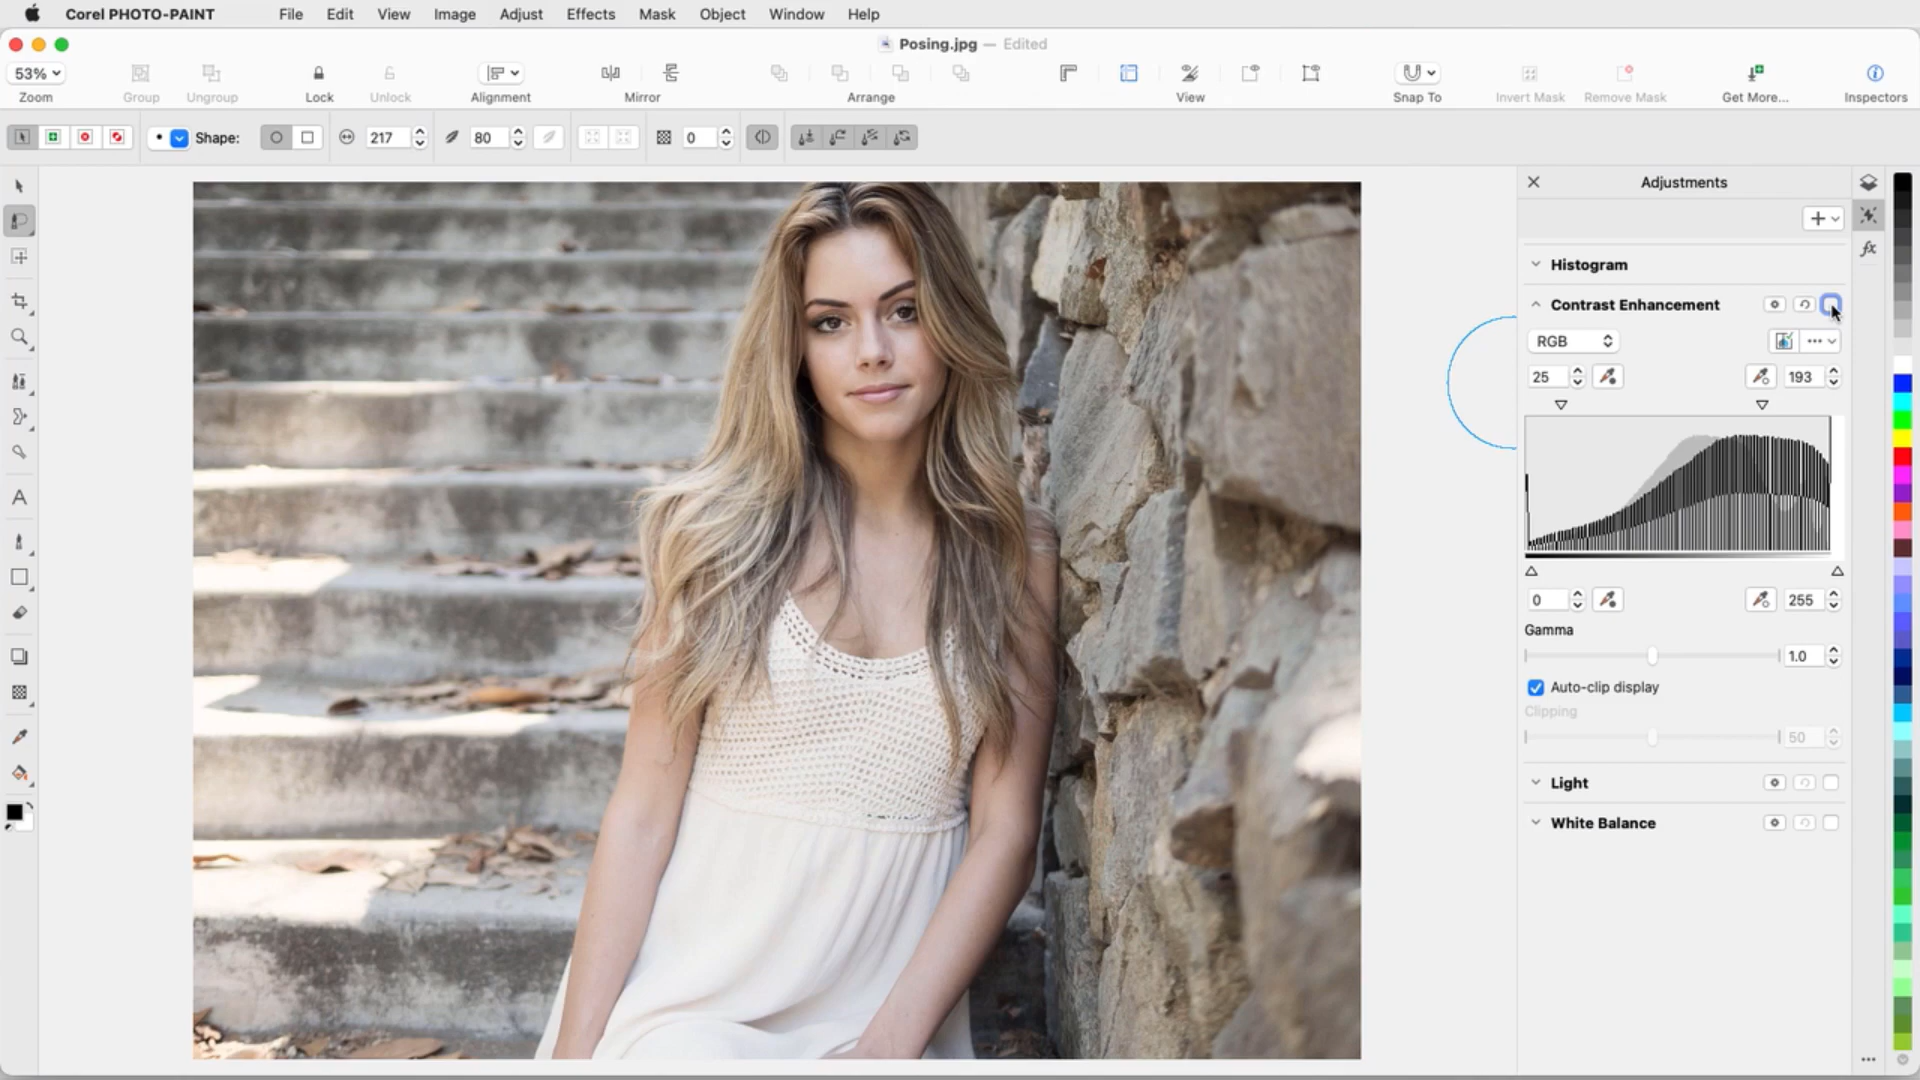 Corel PHOTO-PAINT File Edit View Image Adjust Effects Mask Object Window Help
Posing.jpg — Edited
53%
Zoom Group Ungroup Lock Unlock Alignment Mirror Arrange View Snap To Invert Mask Remove Mask Get More... Inspectors
Shape: 217 80 0
Adjustments
Histogram
Contrast Enhancement
RGB
25 193
0 255
Gamma
1.0
Auto-clip display
Clipping
50
Light
White Balance